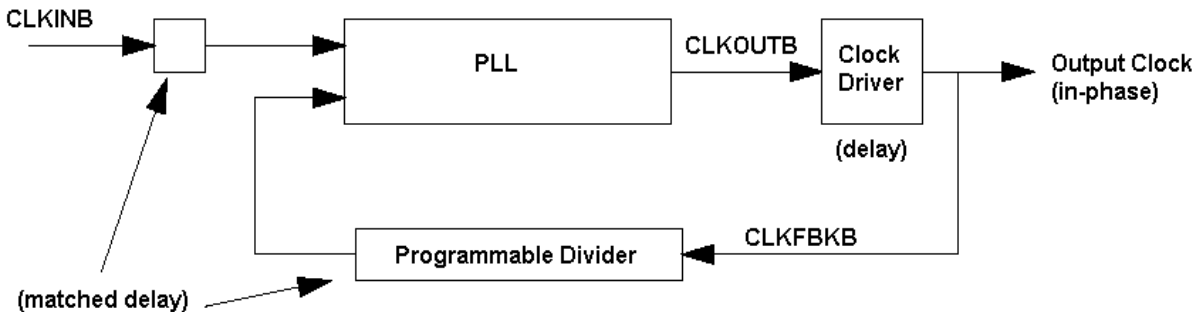 CLKINB
PLL
CLKOUTB
Clock
Driver
Output Clock
(in-phase)
(delay)
CLKFBKB
Programmable Divider
(matched delay)